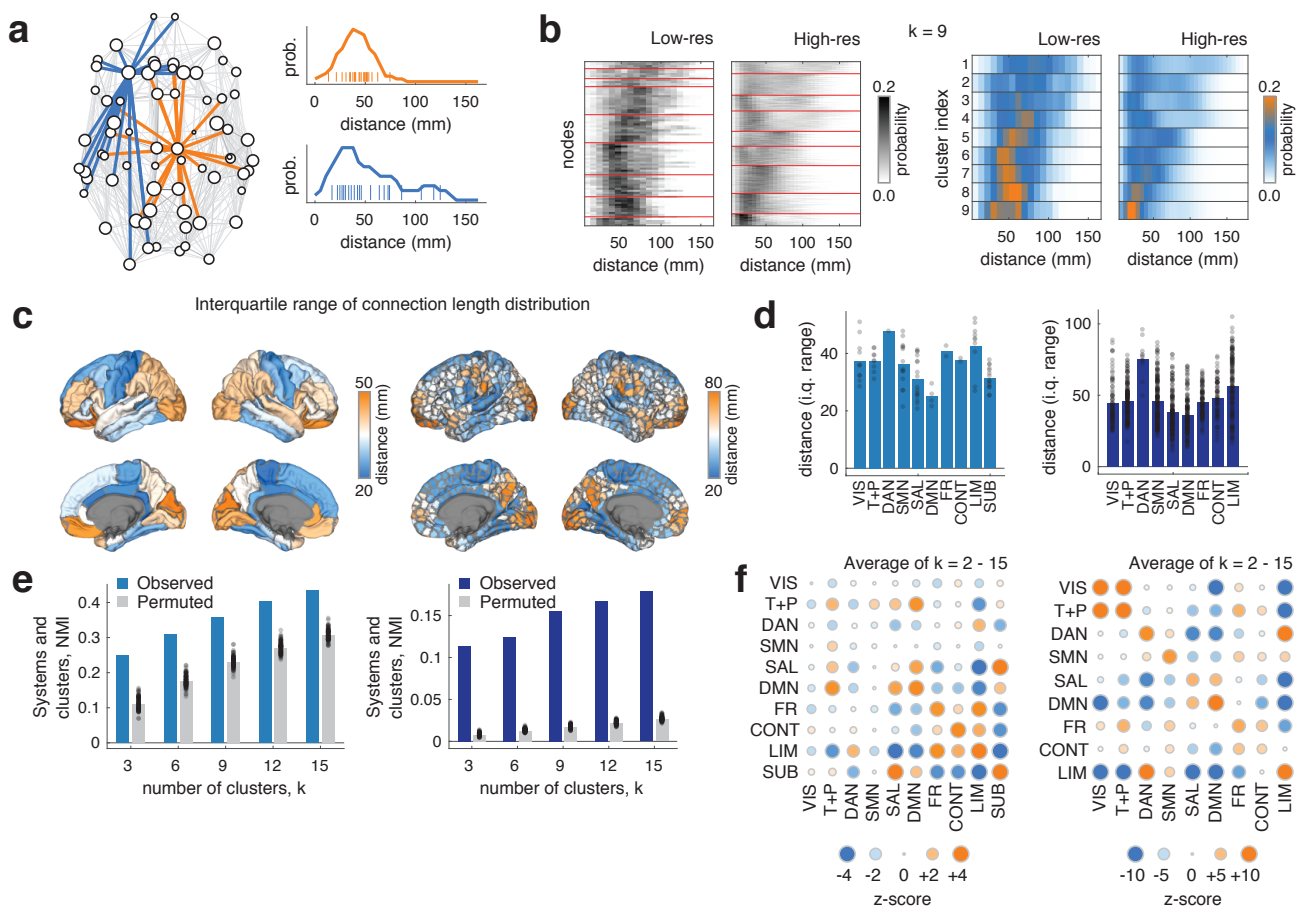 a
prob.
0 50 100 150
distance (mm)
prob.
0 50 100 150
distance (mm)
b
Low-res
High-res
nodes
50 100 150
50 100 150
distance (mm)
distance (mm)
0.2
probability
0.0
k = 9
Low-res
High-res
cluster index
1
2
3
4
5
6
7
8
9
50 100 150
50 100 150
distance (mm)
distance (mm)
0.2
probability
0.0
c
Interquartile range of connection length distribution
50
distance (mm)
20
80
distance (mm)
20
d
distance (i.q. range)
40
20
0
VIS T+P DAN SMN SAL DMN FR CONT LIM SUB
distance (i.q. range)
100
50
0
VIS T+P DAN SMN SAL DMN FR CONT LIM
e
Observed
Permuted
Systems and
clusters, NMI
0.4
0.3
0.2
0.1
0
3 6 9 12 15
number of clusters, k
Observed
Permuted
Systems and
clusters, NMI
0.15
0.1
0.05
0
3 6 9 12 15
number of clusters, k
f
Average of k = 2 - 15
VIS
T+P
DAN
SMN
SAL
DMN
FR
CONT
LIM
SUB
VIS T+P DAN SMN SAL DMN FR CONT LIM SUB
-4 -2 0 +2 +4
z-score
Average of k = 2 - 15
VIS
T+P
DAN
SMN
SAL
DMN
FR
CONT
LIM
VIS T+P DAN SMN SAL DMN FR CONT LIM
-10 -5 0 +5 +10
z-score